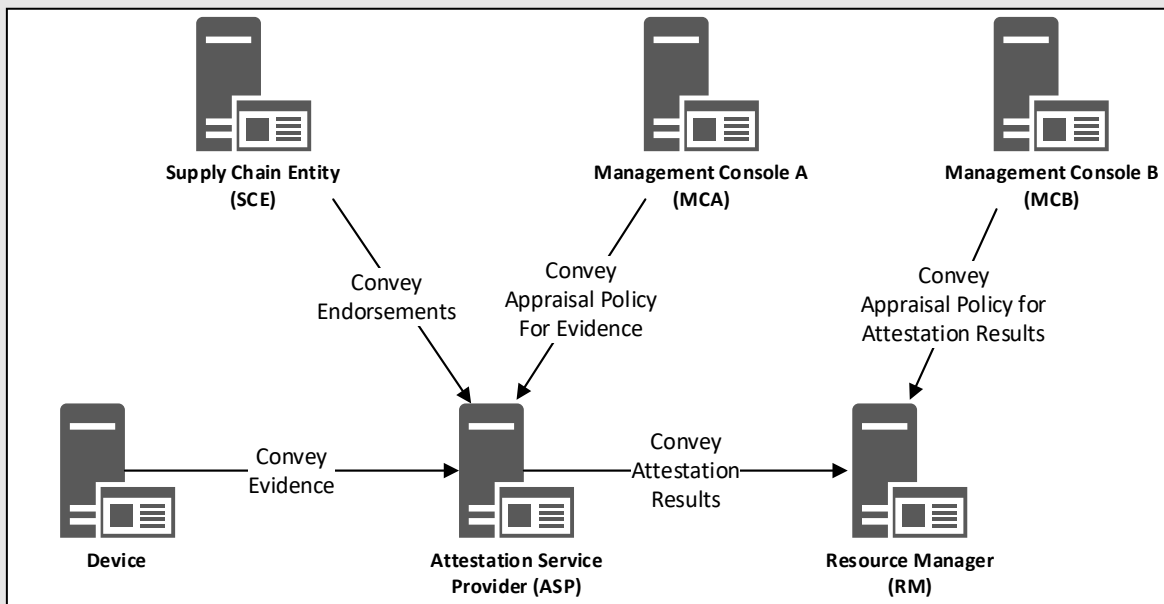 Supply Chain Entity
(SCE)
Management Console A
(MCA)
Management Console B
(MCB)
Convey
Endorsements
Convey
Appraisal Policy
For Evidence
Convey
Appraisal Policy for
Attestation Results
Convey
Evidence
Convey
Attestation
Results
Device
Attestation Service
Provider (ASP)
Resource Manager
(RM)